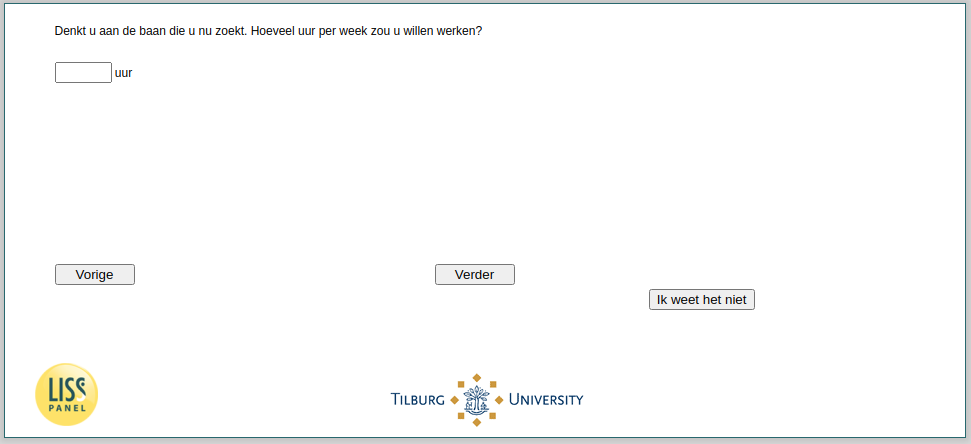 Denkt u aan de baan die u nu zoekt. Hoeveel uur per week zou u willen werken?
uur
Vorige
Verder
Ik weet het niet
LISS
PANEL
TILBURG UNIVERSITY